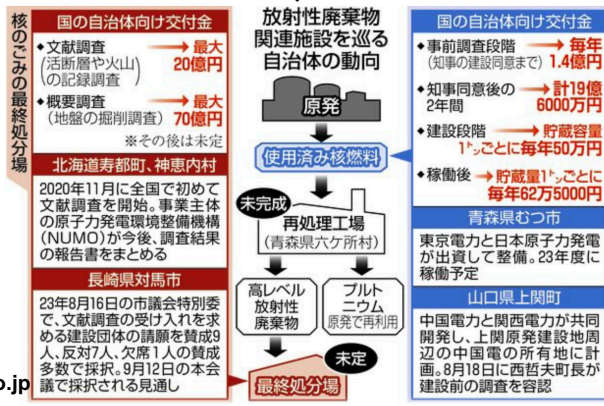 放射性廃棄物
関連施設を巡る
自治体の動向
核のごみの最終処分場
国の自治体向け交付金
◆文献調査 → 最大
(活断層や火山の記録調査) 20億円
◆概要調査 → 最大
(地盤の掘削調査) 70億円
※その後は未定
北海道寿都町、神恵内村
2020年11月に全国で初めて
文献調査を開始。事業主体
の原子力発電環境整備機構
(NUMO)が今後、調査結果
の報告書をまとめる
長崎県対馬市
23年8月16日の市議会特別委
で、文献調査の受け入れを求
める建設団体の請願を賛成9
人、反対7人、欠席1人の賛成
多数で採択。9月12日の本会
議で採択される見通し
原発
使用済み核燃料
未完成
再処理工場
(青森県六ケ所村)
高レベル
放射性
廃棄物
プルト
ニウム
原発で再利用
未定
最終処分場
国の自治体向け交付金
◆事前調査段階 → 毎年
(知事の建設同意まで) 1.4億円
◆知事同意後の → 計19億
2年間 6000万円
◆建設段階 → 貯蔵容量
1トンごとに毎年50万円
◆稼働後 → 貯蔵量1トンごとに
毎年62万5000円
青森県むつ市
東京電力と日本原子力発電
が出資して整備。23年度に
稼働予定
山口県上関町
中国電力と関西電力が共同
開発し、上関原発建設地周
辺の中国電の所有地に計
画。8月18日に西哲夫町長が
建設前の調査を容認
o.jp